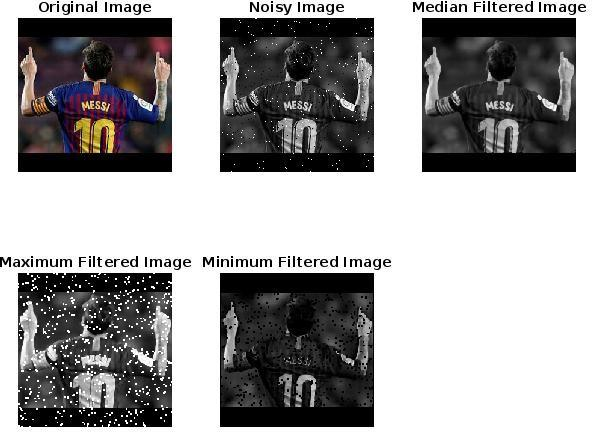 Original Image
Noisy Image
Median Filtered Image
MESSI
10
MESSI
10
MESSI
10
Maximum Filtered Image
Minimum Filtered Image
MESSI
10
MESSI
10